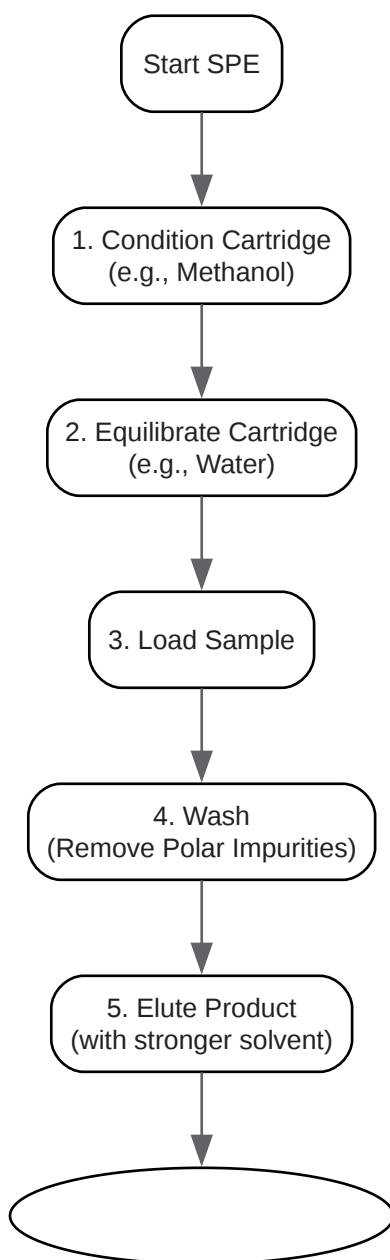 Start SPE
1. Condition Cartridge
(e.g., Methanol)
2. Equilibrate Cartridge
(e.g., Water)
3. Load Sample
4. Wash
(Remove Polar Impurities)
5. Elute Product
(with stronger solvent)